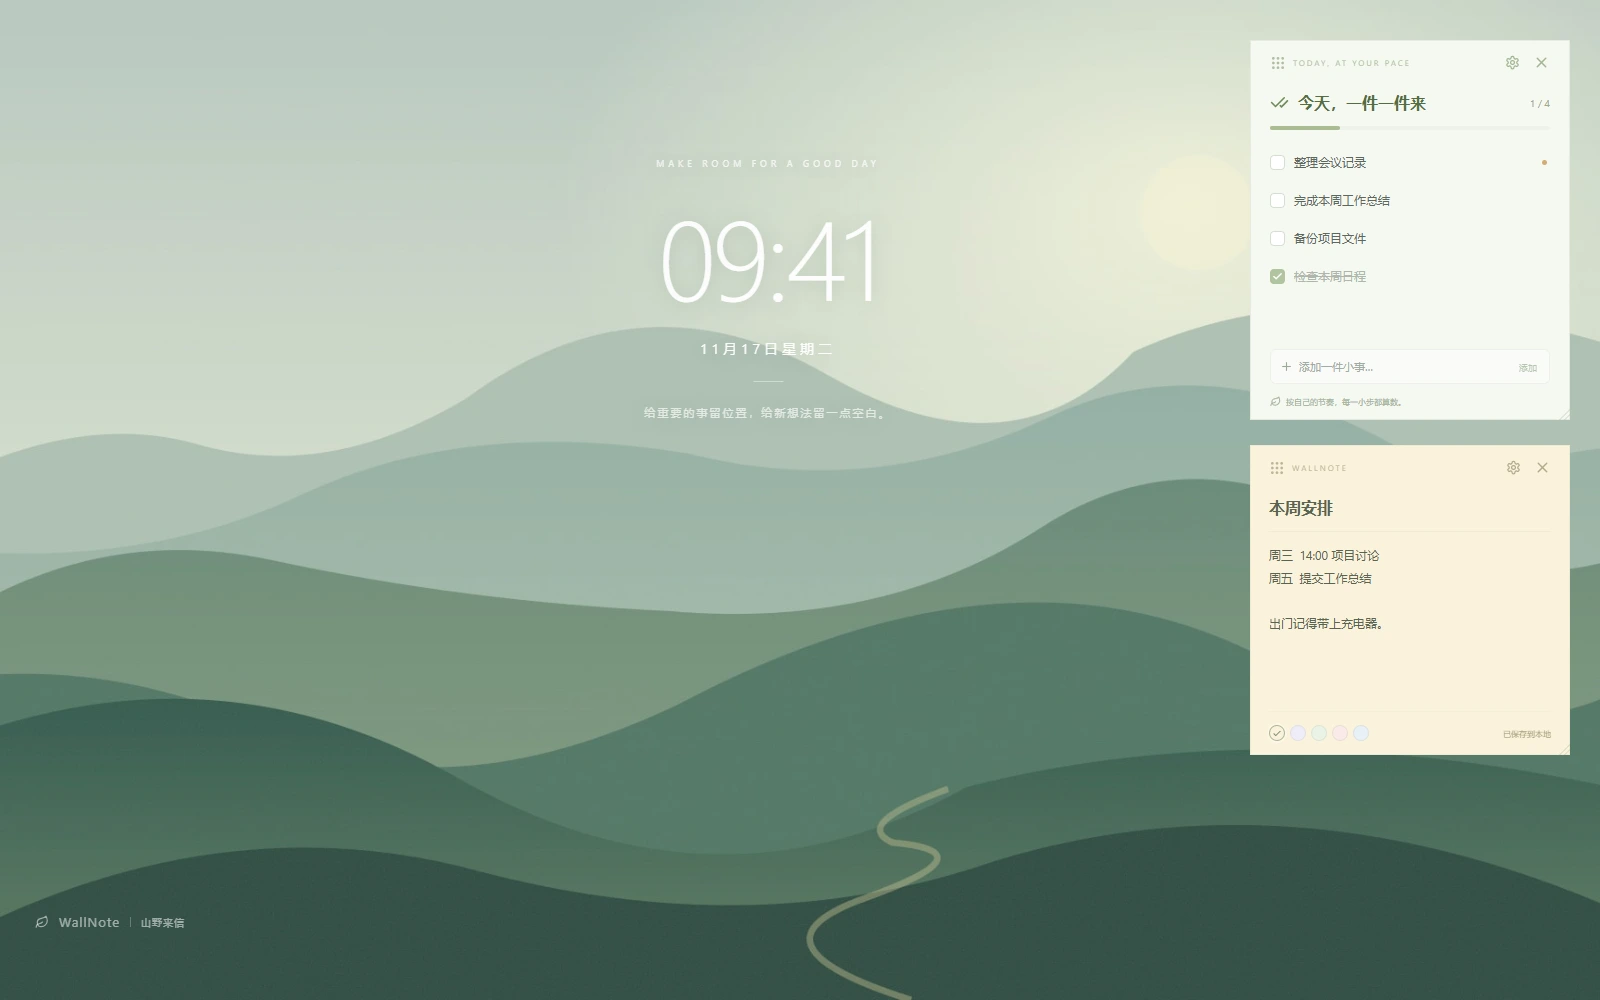 MAKE ROOM FOR A GOOD DAY
09:41
11月17日星期二
给重要的事留位置，给新想法留一点空白。
TODAY, AT YOUR PACE
今天，一件一件来
1 / 4
整理会议记录
完成本周工作总结
备份项目文件
检查本周日程
添加一件小事...
添加
按自己的节奏，每一小步都算数。
WALLNOTE
本周安排
周三 14:00 项目讨论
周五 提交工作总结
出门记得带上充电器。
已保存到本地
WallNote | 山野来信